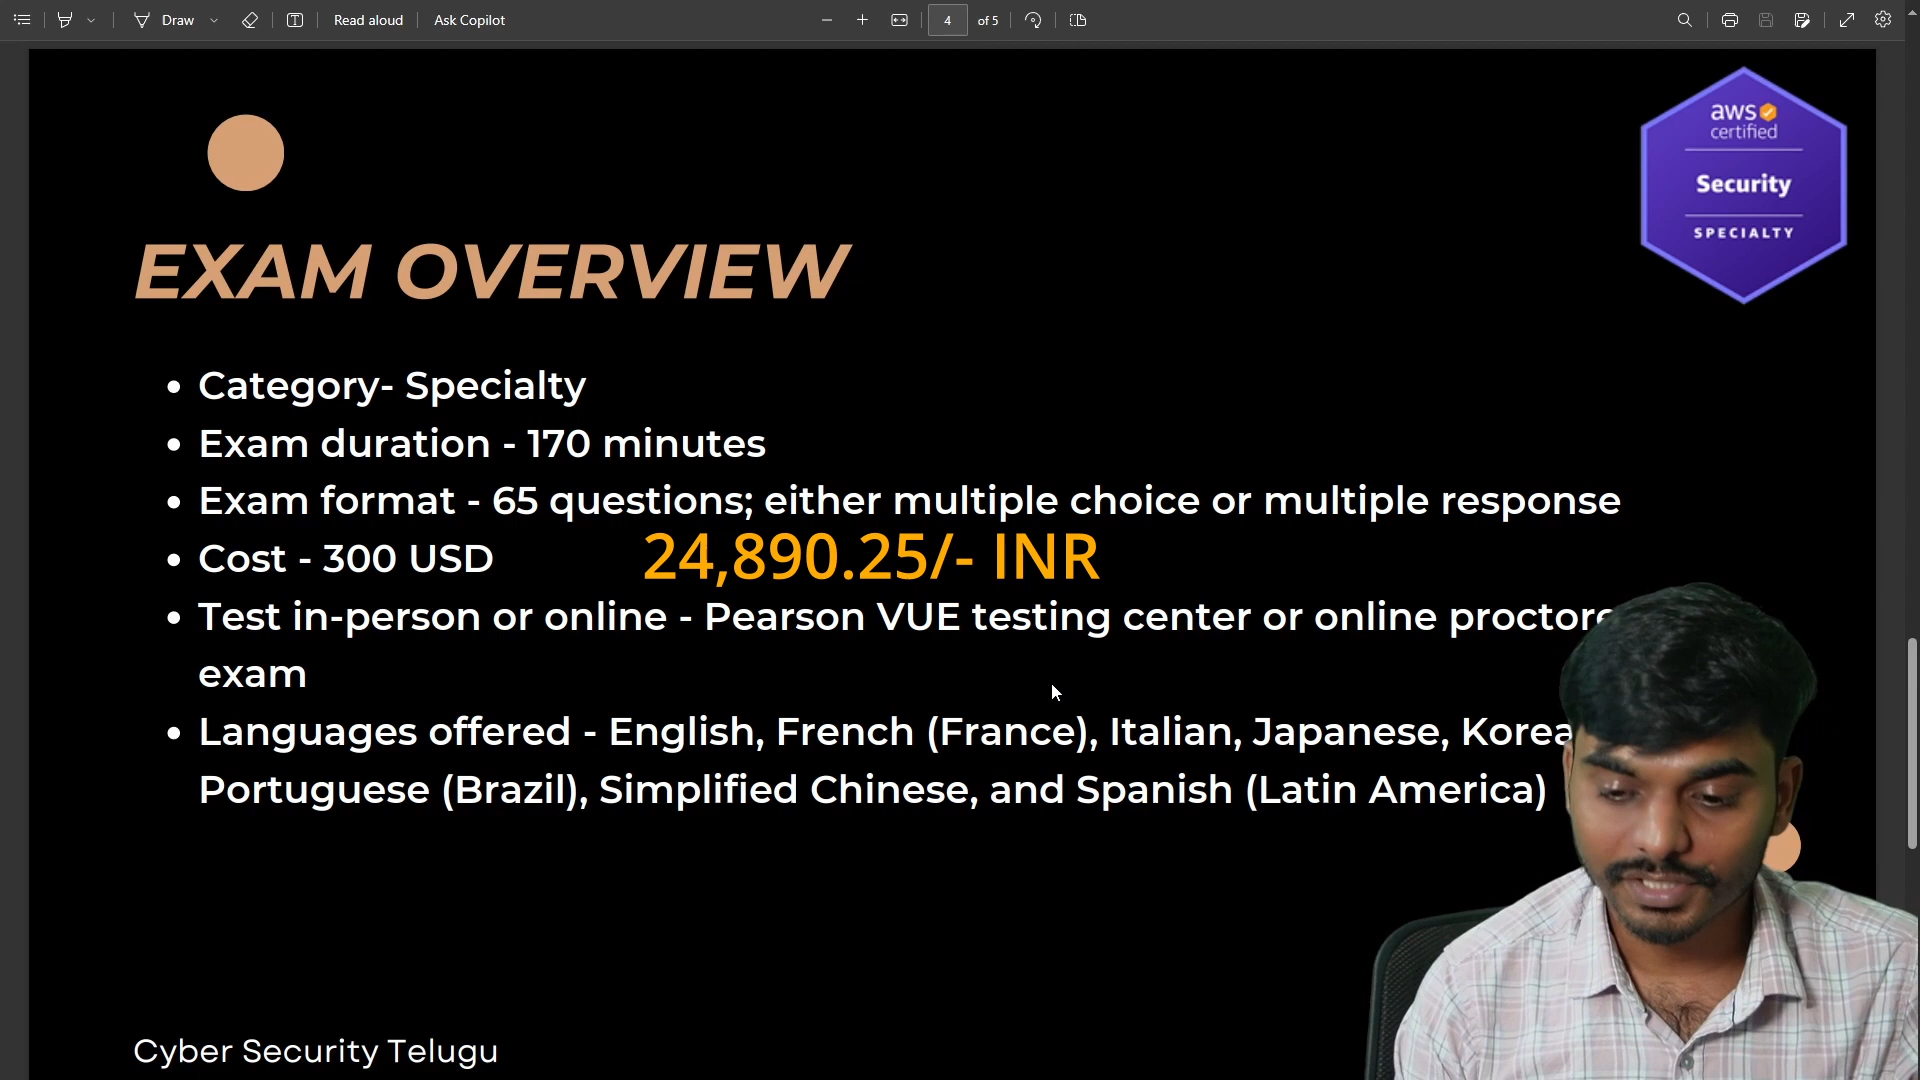 Draw
Read aloud
Ask Copilot
4
of 5
aws
certified
Security
SPECIALTY
EXAM OVERVIEW
• Category- Specialty
• Exam duration - 170 minutes
• Exam format - 65 questions; either multiple choice or multiple response
• Cost - 300 USD 24,890.25/- INR
• Test in-person or online - Pearson VUE testing center or online
exam
• Languages offered - English, French (France), Italian, Japanese,
Portuguese (Brazil), Simplified Chinese, and Spanish (Latin America)
Cyber Security Telugu